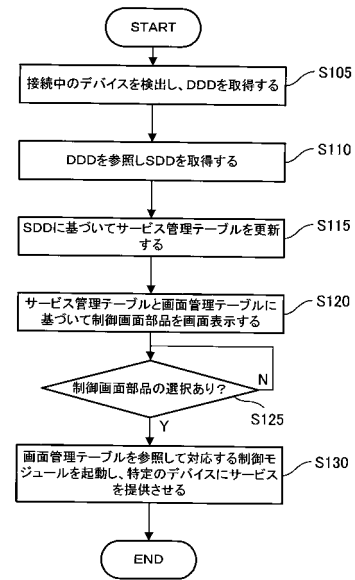 START
接続中のデバイスを検出し、DDDを取得する
S105
DDDを参照しSDDを取得する
S110
SDDに基づいてサービス管理テーブルを更新
する
S115
サービス管理テーブルと画面管理テーブルに
基づいて制御画面部品を画面表示する
S120
制御画面部品の選択あり?
N
S125
Y
画面管理テーブルを参照して対応する制御モ
ジュールを起動し、特定のデバイスにサービス
を提供させる
S130
END